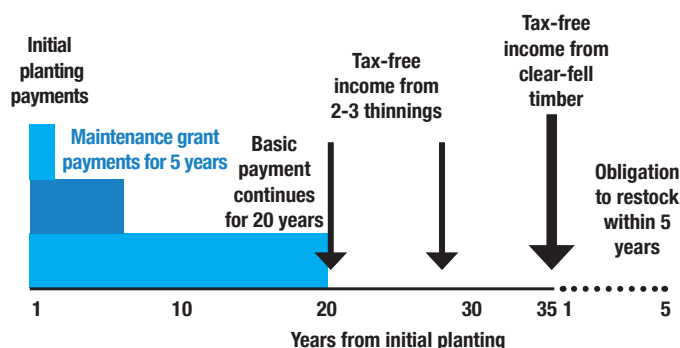 Initial
planting
payments
Maintenance grant
payments for 5 years
Basic
payment
continues
for 20 years
Tax-free
income from
2-3 thinnings
Tax-free
income from
clear-fell
timber
Obligation
to restock
within 5
years
1 10 20 30 35 1 5
Years from initial planting